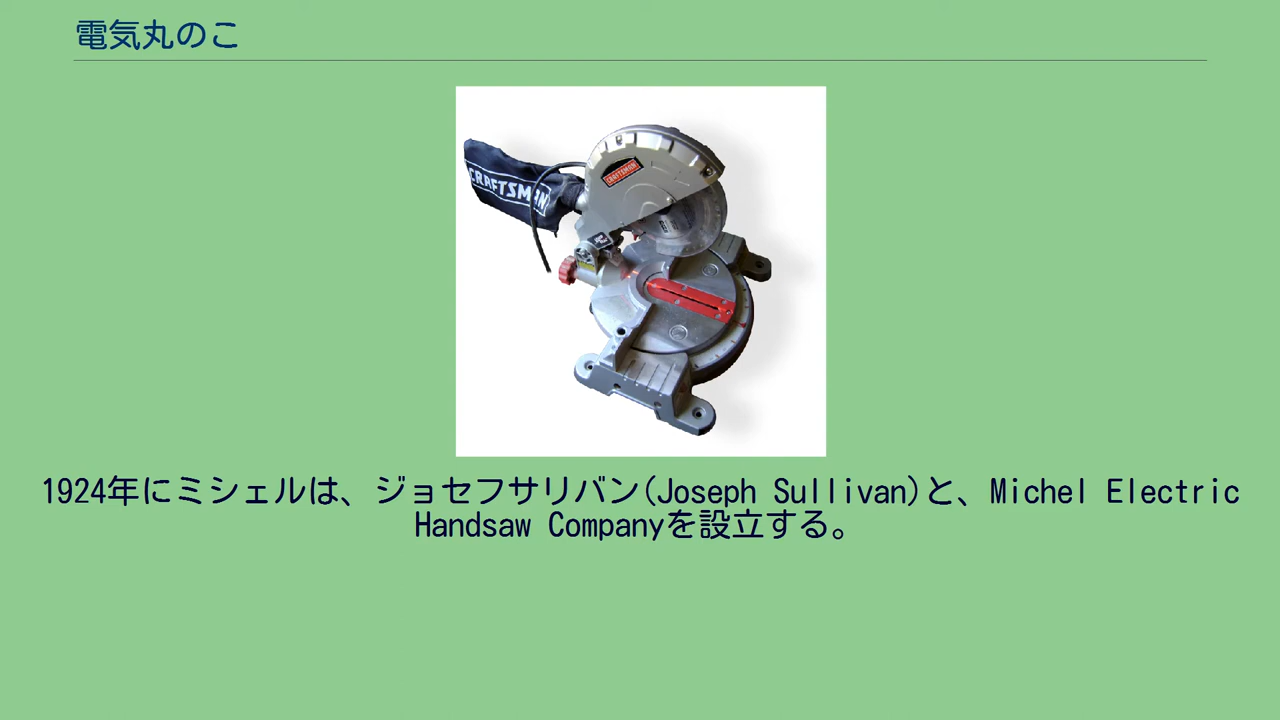 電気丸のこ
CRAFTSMAN
CRAFTSMAN
1924年にミシェルは、ジョセフサリバン(Joseph Sullivan)と、Michel Electric
Handsaw Companyを設立する。